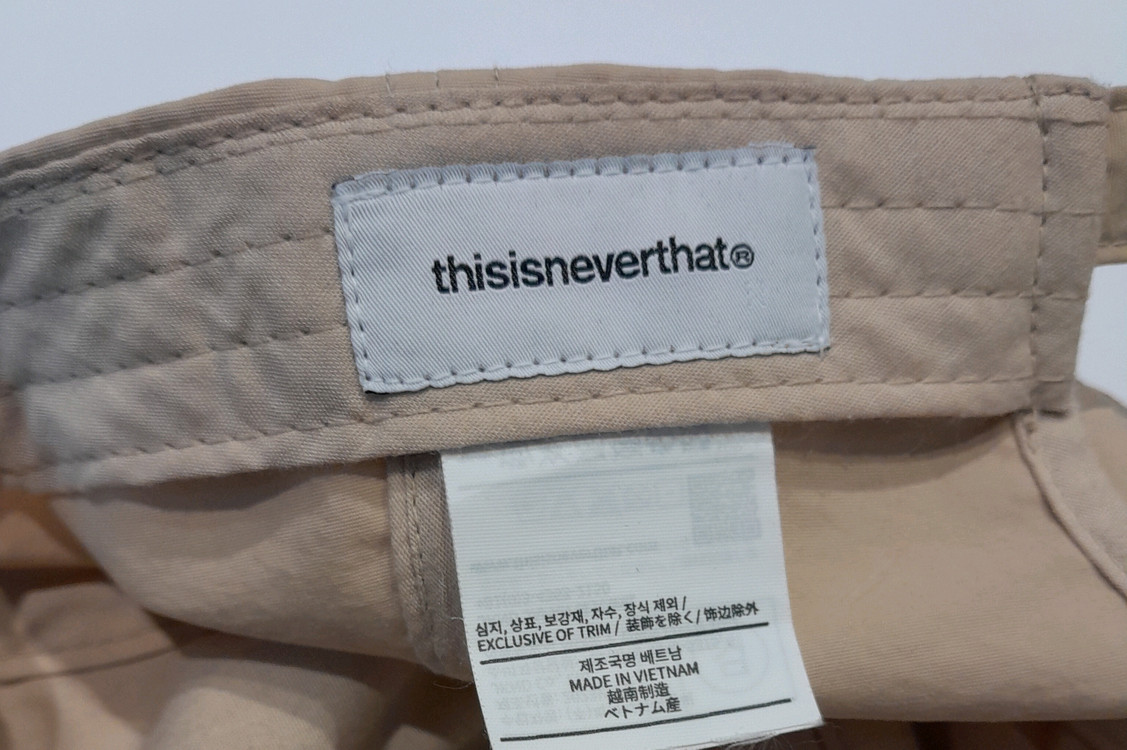 thisisneverthat®
심지, 상표, 보강재, 자수, 장식 제외 /
EXCLUSIVE OF TRIM / 装飾を除く / 饰边除外
제조국명 베트남
MADE IN VIETNAM
越南制造
ベトナム産